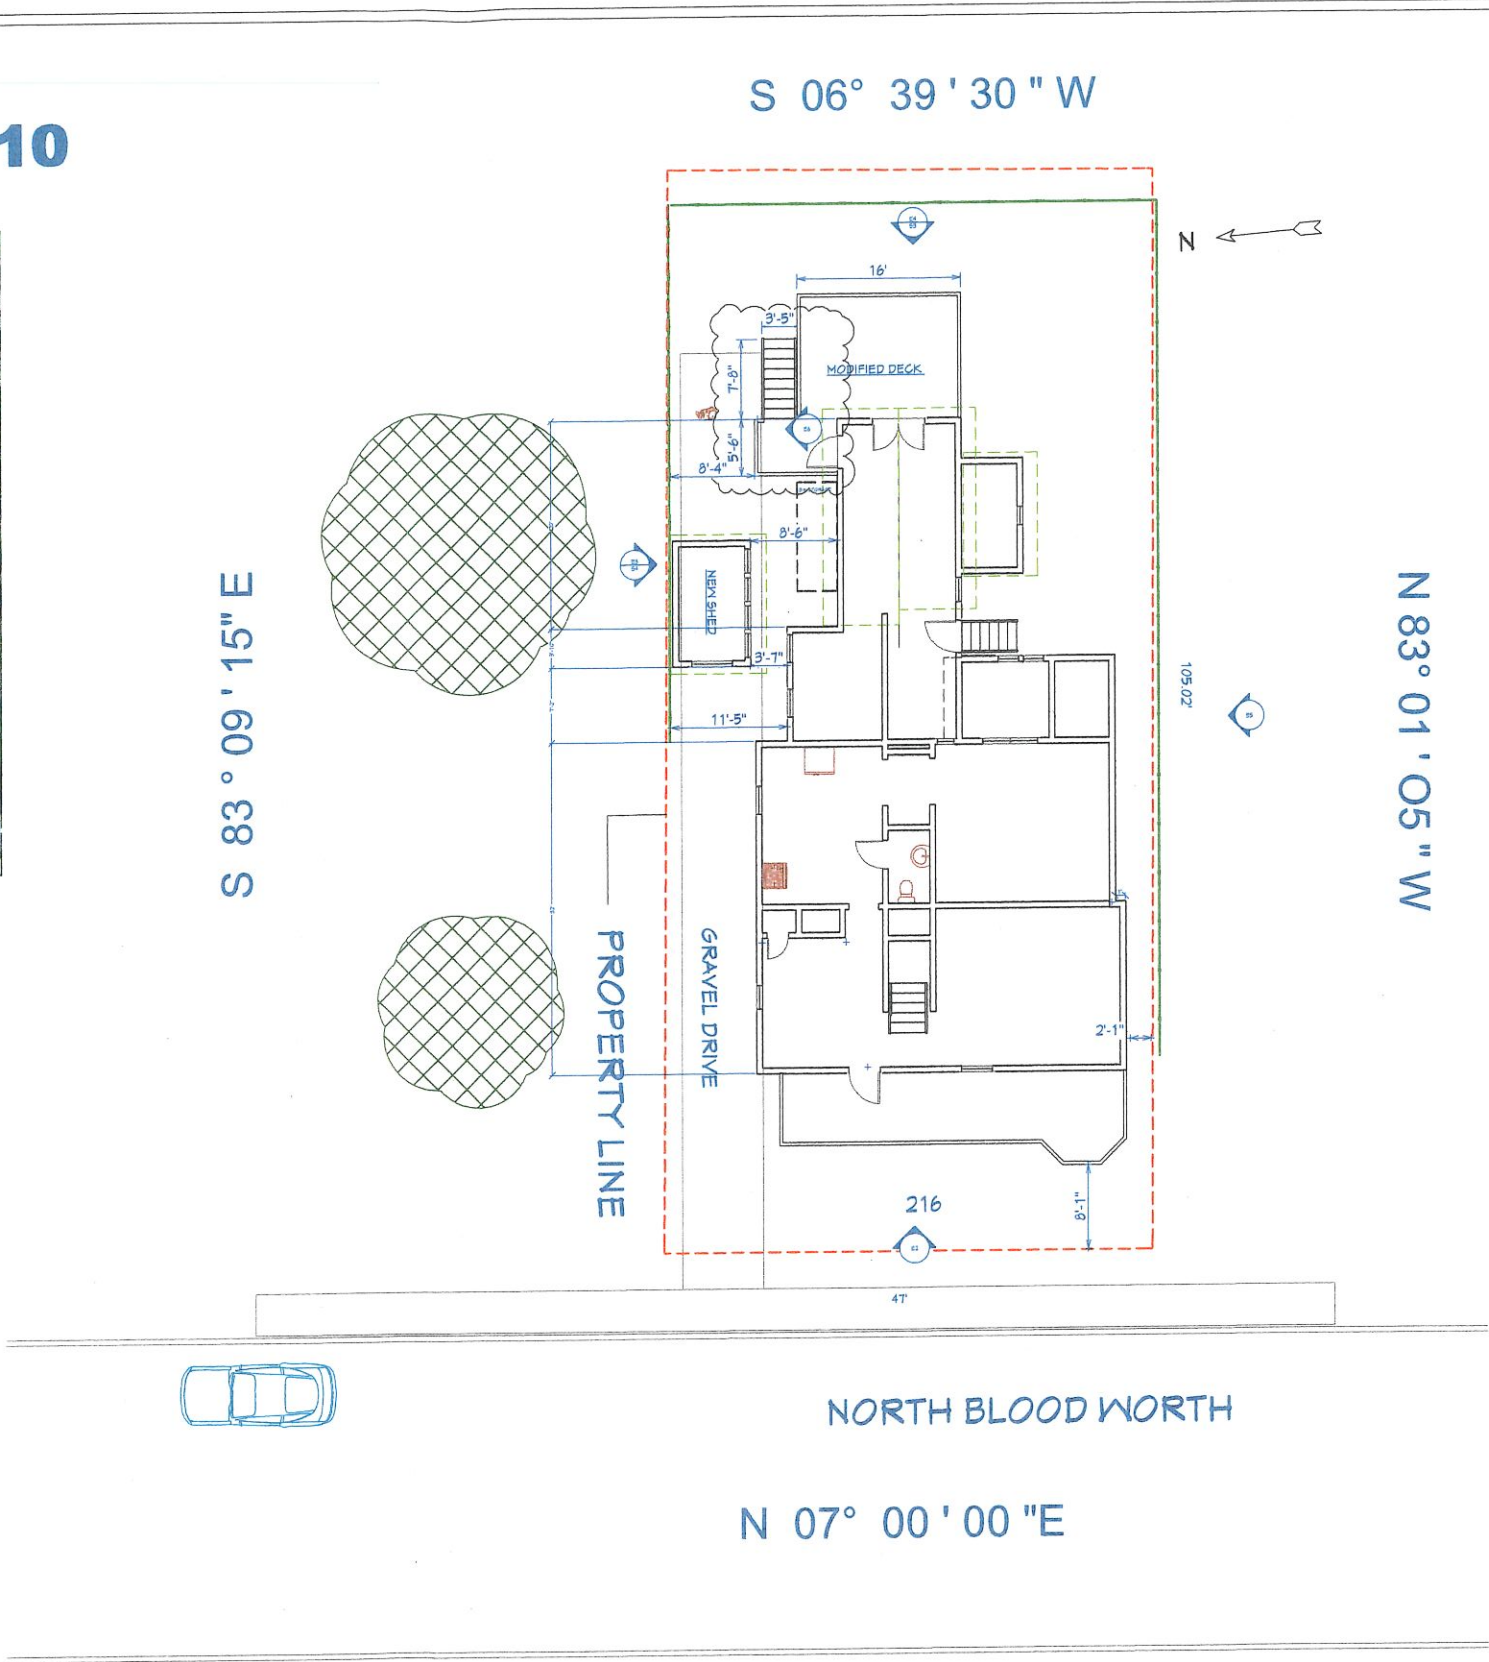 S 06° 39 ' 30 " W
10
N
16'
3'-5"
7'-8"
MODIFIED DECK
5'-6"
8'-4"
8'-6"
NEW SHED
3'-7"
11'-5"
S 83 ° 09 ' 15" E
N 83° 01 ' O5 " W
105.02'
GRAVEL DRIVE
PROPERTY LINE
2'-1"
8'-1"
216
47'
NORTH BLOOD WORTH
N 07° 00 ' 00 "E